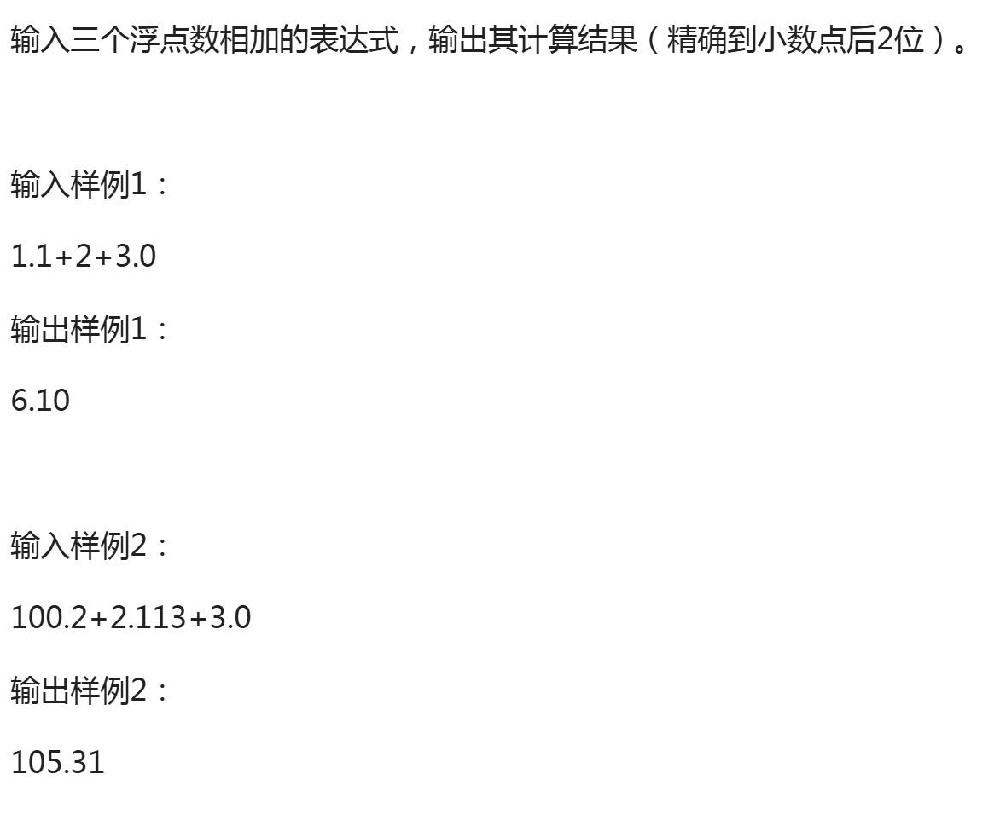 输入三个浮点数相加的表达式，输出其计算结果（精确到小数点后2位）。
输入样例1：
1.1+2+3.0
输出样例1：
6.10
输入样例2：
100.2+2.113+3.0
输出样例2：
105.31